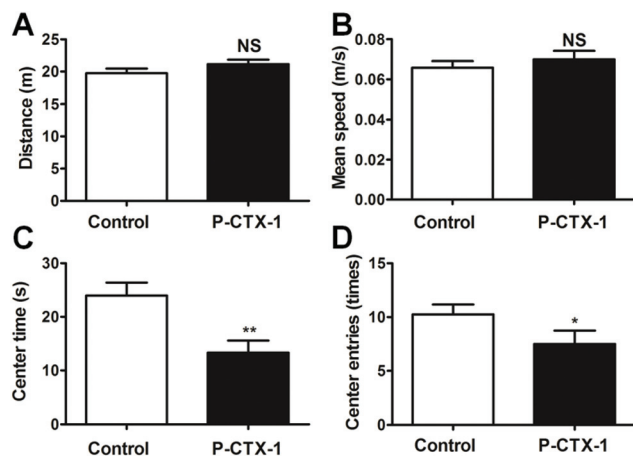 A
B
NS
NS
Distance (m)
25
20
15
10
5
0
Control
P-CTX-1
Mean speed (m/s)
0.08
0.06
0.04
0.02
0.00
Control
P-CTX-1
C
D
Center time (s)
30
20
10
0
**
Control
P-CTX-1
Center entries (times)
15
10
5
0
*
Control
P-CTX-1